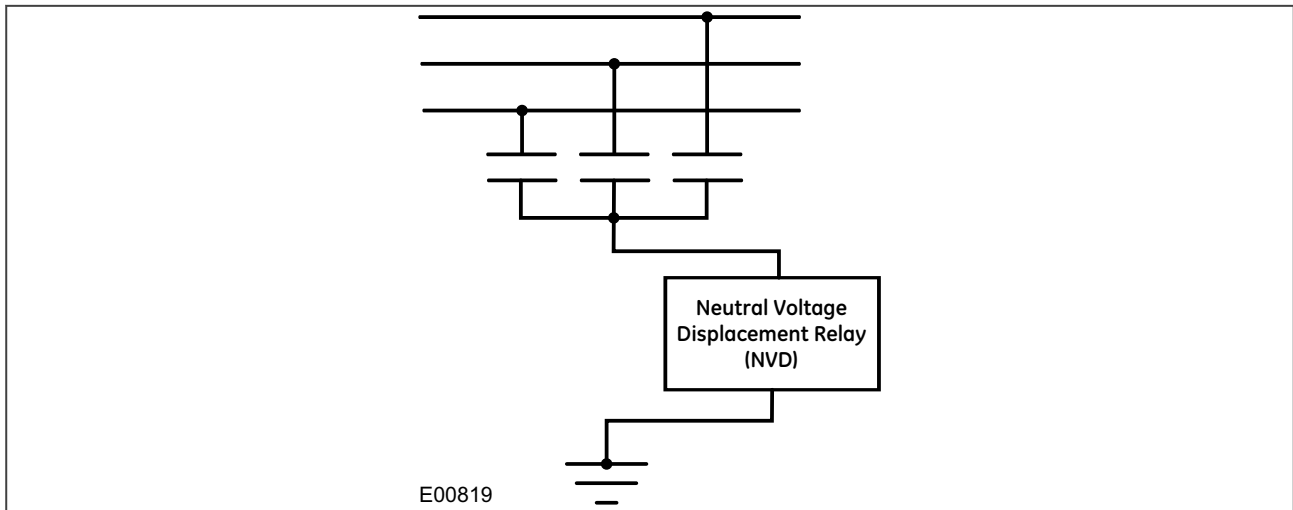 Neutral Voltage
Displacement Relay
(NVD)
E00819